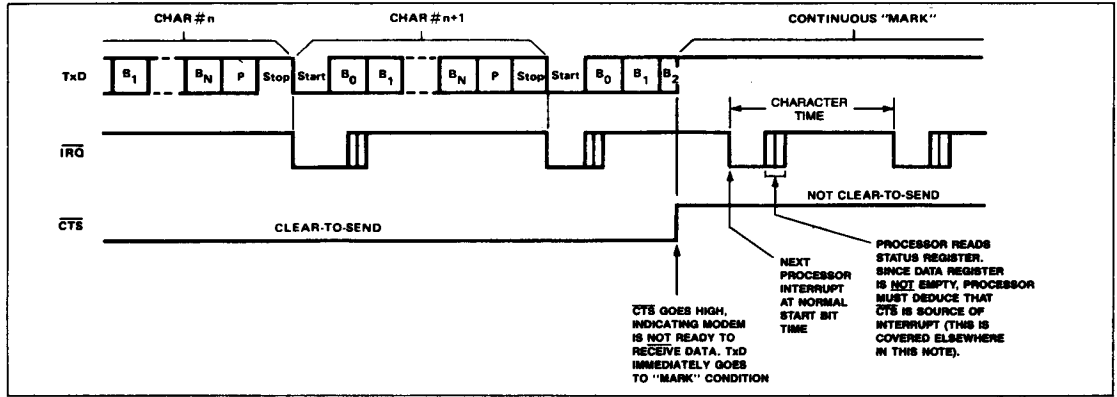 CHAR #n
CHAR #n+1
CONTINUOUS "MARK"
TxD
B1
BN
P
Stop
Start
B0
B1
BN
P
Stop
Start
B0
B1
B2
CHARACTER
TIME
IRQ
NOT CLEAR-TO-SEND
CTS
CLEAR-TO-SEND
NEXT
PROCESSOR
INTERRUPT
AT NORMAL
START BIT
TIME
PROCESSOR READS
STATUS REGISTER.
SINCE DATA REGISTER
IS NOT EMPTY, PROCESSOR
MUST DEDUCE THAT
CTS IS SOURCE OF
INTERRUPT (THIS IS
COVERED ELSEWHERE
IN THIS NOTE).
CTS GOES HIGH,
INDICATING MODEM
IS NOT READY TO
RECEIVE DATA. TxD
IMMEDIATELY GOES
TO "MARK" CONDITION